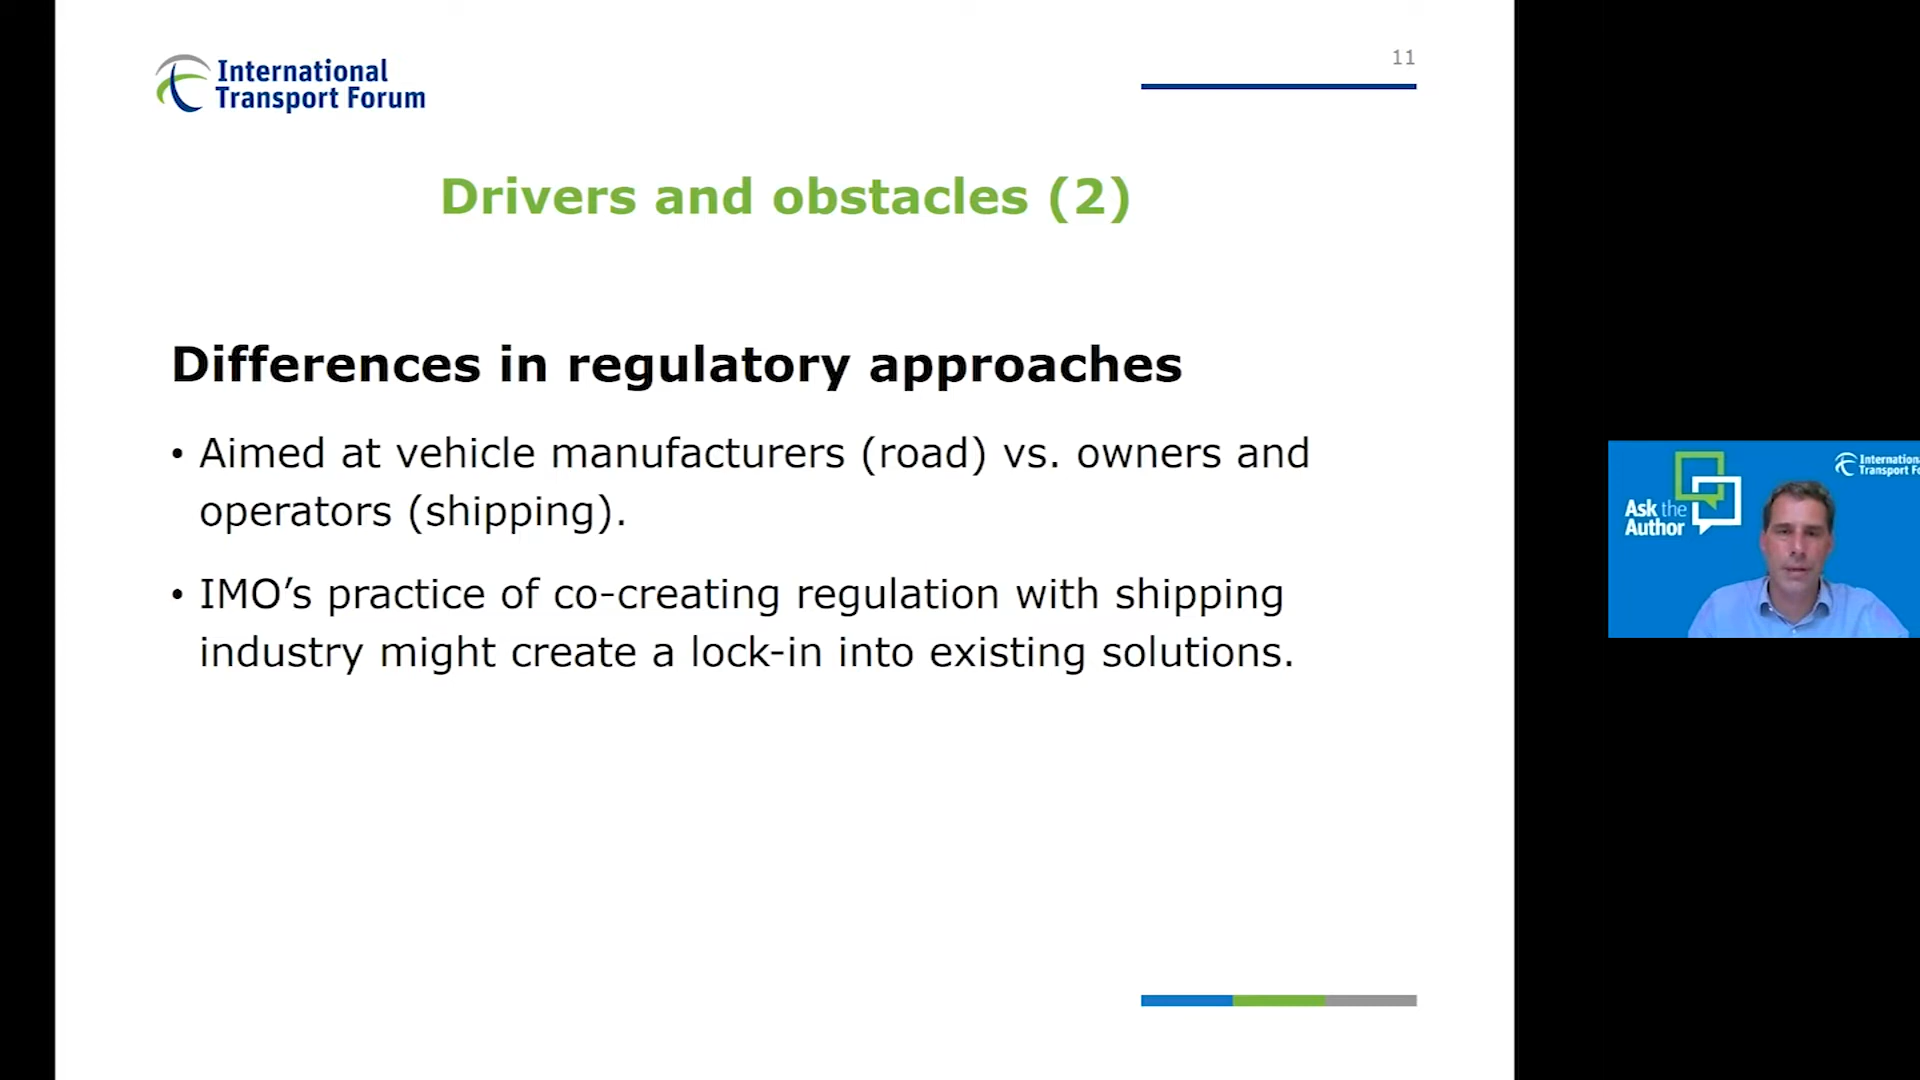 International
Transport Forum
11
Drivers and obstacles (2)
Differences in regulatory approaches
• Aimed at vehicle manufacturers (road) vs. owners and
operators (shipping).
• IMO’s practice of co-creating regulation with shipping
industry might create a lock-in into existing solutions.
Ask the
Author
Internation
Transport Fo